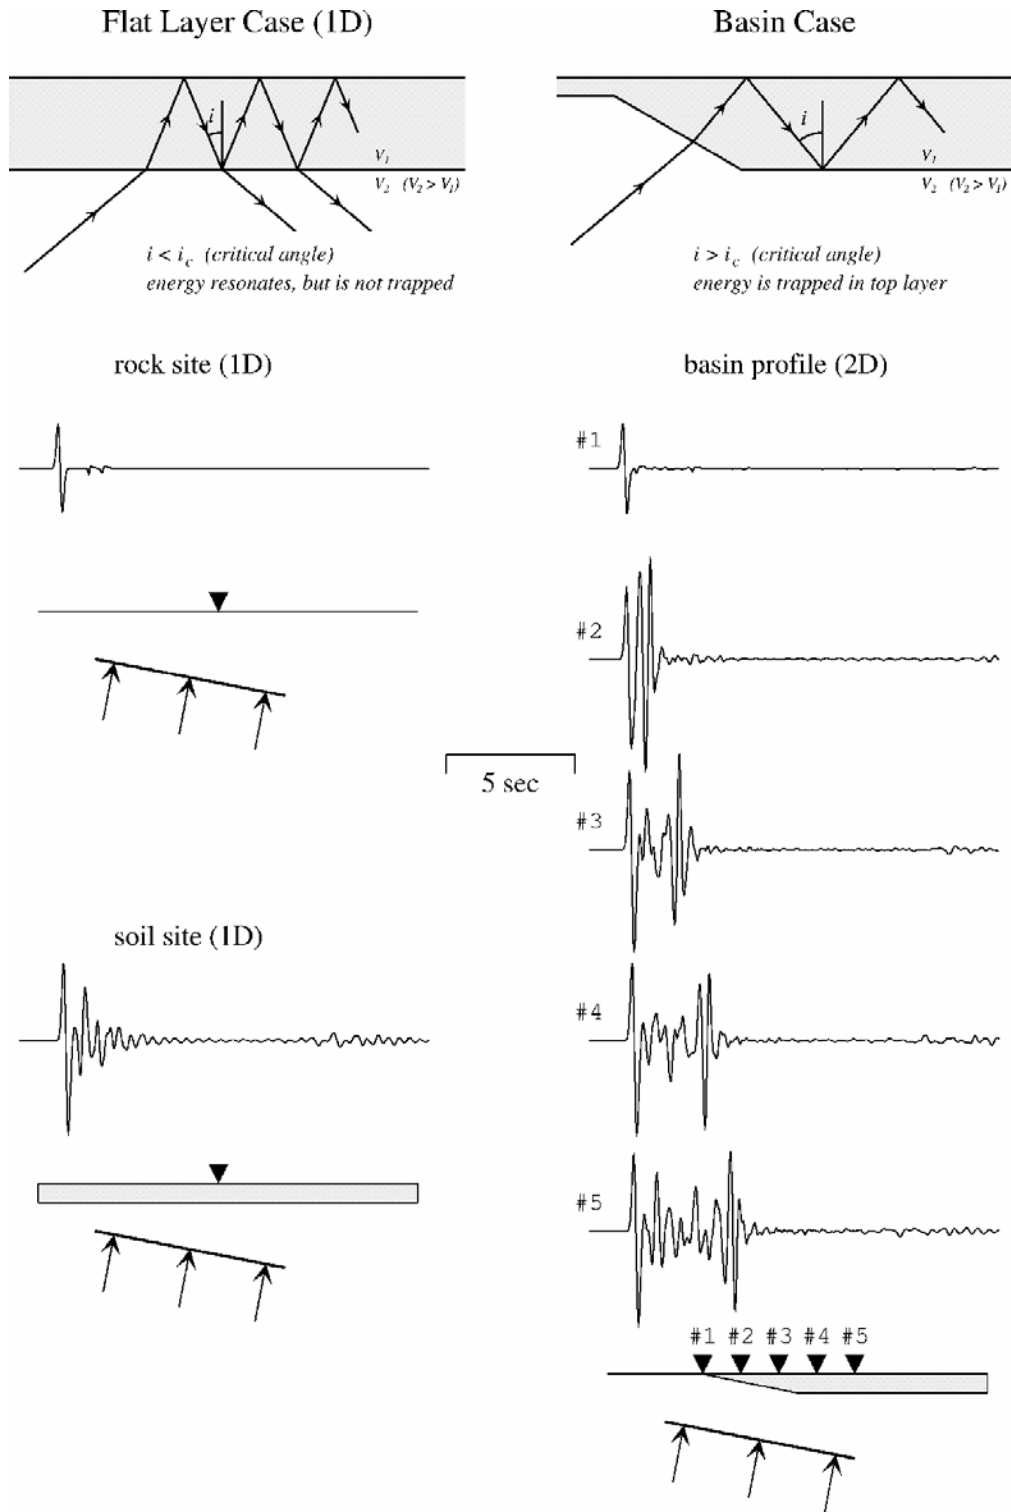 Flat Layer Case (1D)
i
V1
V2 (V2 > V1)
i < ic (critical angle)
energy resonates, but is not trapped
Basin Case
i
V1
V2 (V2 > V1)
i > ic (critical angle)
energy is trapped in top layer
rock site (1D)
basin profile (2D)
#1
#2
5 sec
#3
soil site (1D)
#4
#5
#1 #2 #3 #4 #5